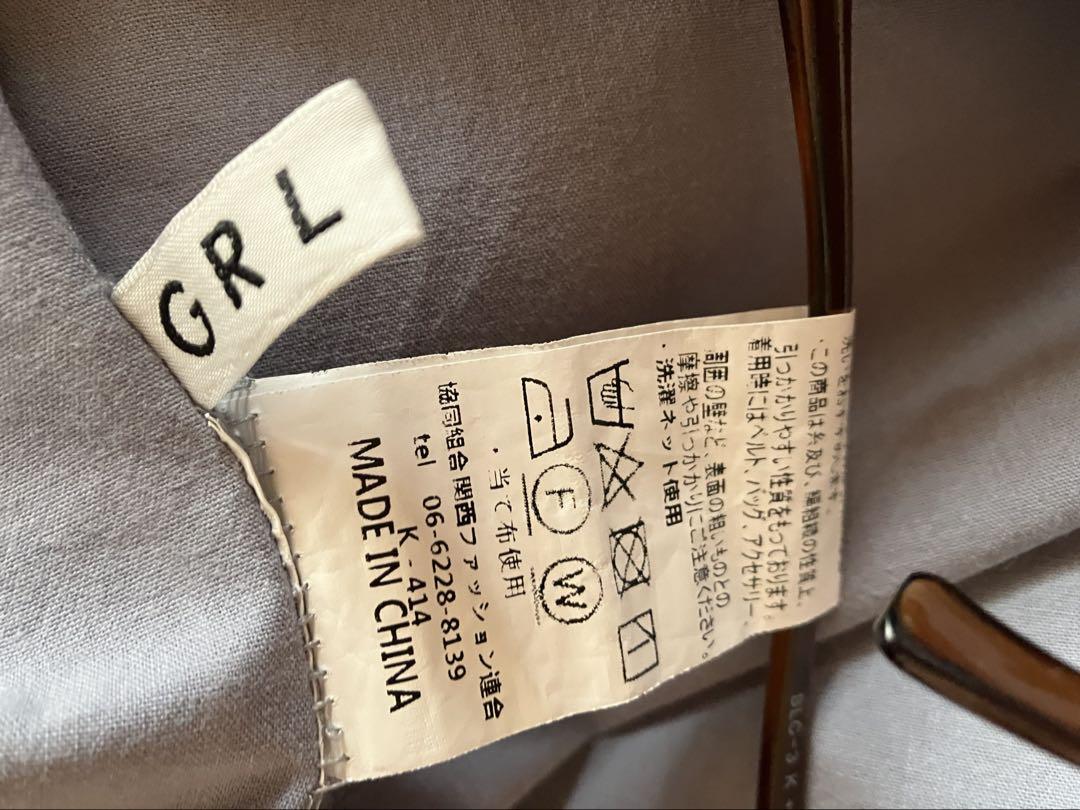 GRL
・この商品は糸及び、編組織の性質上、
引つかかりやすい性質をもっております。
着用時にはベルト、バッグ、アクセサリー、
周囲の壁など、表面の粗いものとの
摩擦や引っかかりにご注意ください。
・洗濯ネット使用
F
W
・当て布使用
協同組合関西ファッション連合
tel 06-6228-8139
K-414
MADE IN CHINA